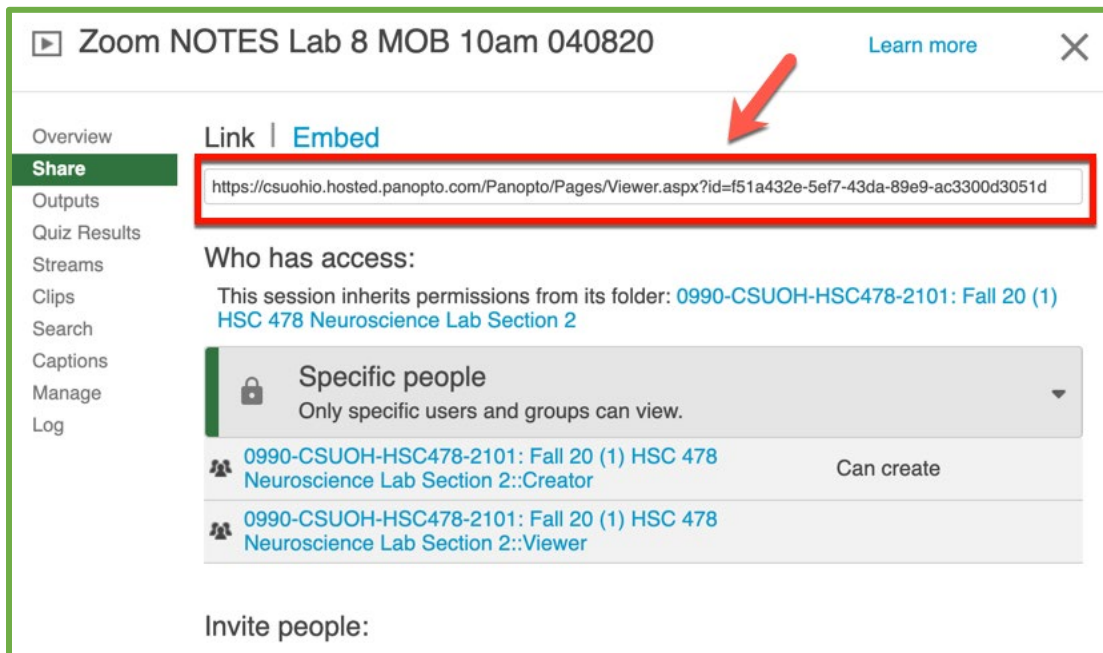 Zoom NOTES Lab 8 MOB 10am 040820
Learn more
Overview
Share
Outputs
Quiz Results
Streams
Clips
Search
Captions
Manage
Log
Link | Embed
https://csuohio.hosted.panopto.com/Panopto/Pages/Viewer.aspx?id=f51a432e-5ef7-43da-89e9-ac3300d3051d
Who has access:
This session inherits permissions from its folder: 0990-CSUOH-HSC478-2101: Fall 20 (1)
HSC 478 Neuroscience Lab Section 2
Specific people
Only specific users and groups can view.
0990-CSUOH-HSC478-2101: Fall 20 (1) HSC 478
Neuroscience Lab Section 2::Creator
Can create
0990-CSUOH-HSC478-2101: Fall 20 (1) HSC 478
Neuroscience Lab Section 2::Viewer
Invite people: